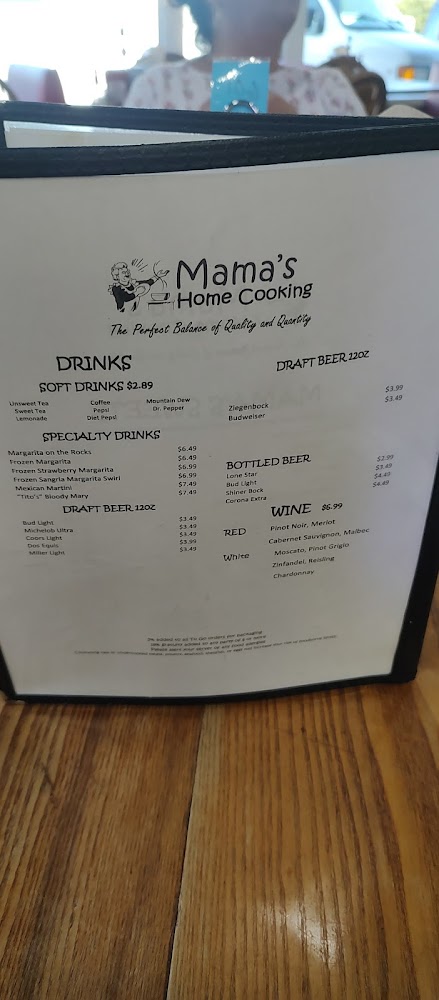 Mama's
Home Cooking
The Perfect Balance of Quality and Quantity
DRINKS
SOFT DRINKS $2.89
Unsweet Tea Coffee Mountain Dew
Sweet Tea Pepsi Dr. Pepper
Lemonade Diet Pepsi
SPECIALTY DRINKS
Margarita on the Rocks $6.49
Frozen Margarita $6.49
Frozen Strawberry Margarita $6.99
Frozen Sangria Margarita Swirl $6.99
Mexican Martini $7.49
"Tito's" Bloody Mary $7.49
DRAFT BEER 12OZ
Bud Light $3.49
Michelob Ultra $3.49
Coors Light $3.49
Dos Equis $3.99
Miller Light $3.49
DRAFT BEER 12OZ
Ziegenbock $3.99
Budweiser $3.49
BOTTLED BEER
Lone Star $2.99
Bud Light $3.49
Shiner Bock $4.49
Corona Extra $4.49
WINE $6.99
RED Pinot Noir, Merlot
Cabernet Sauvignon, Malbec
White Moscato, Pinot Grigio
Zinfandel, Reisling
Chardonnay